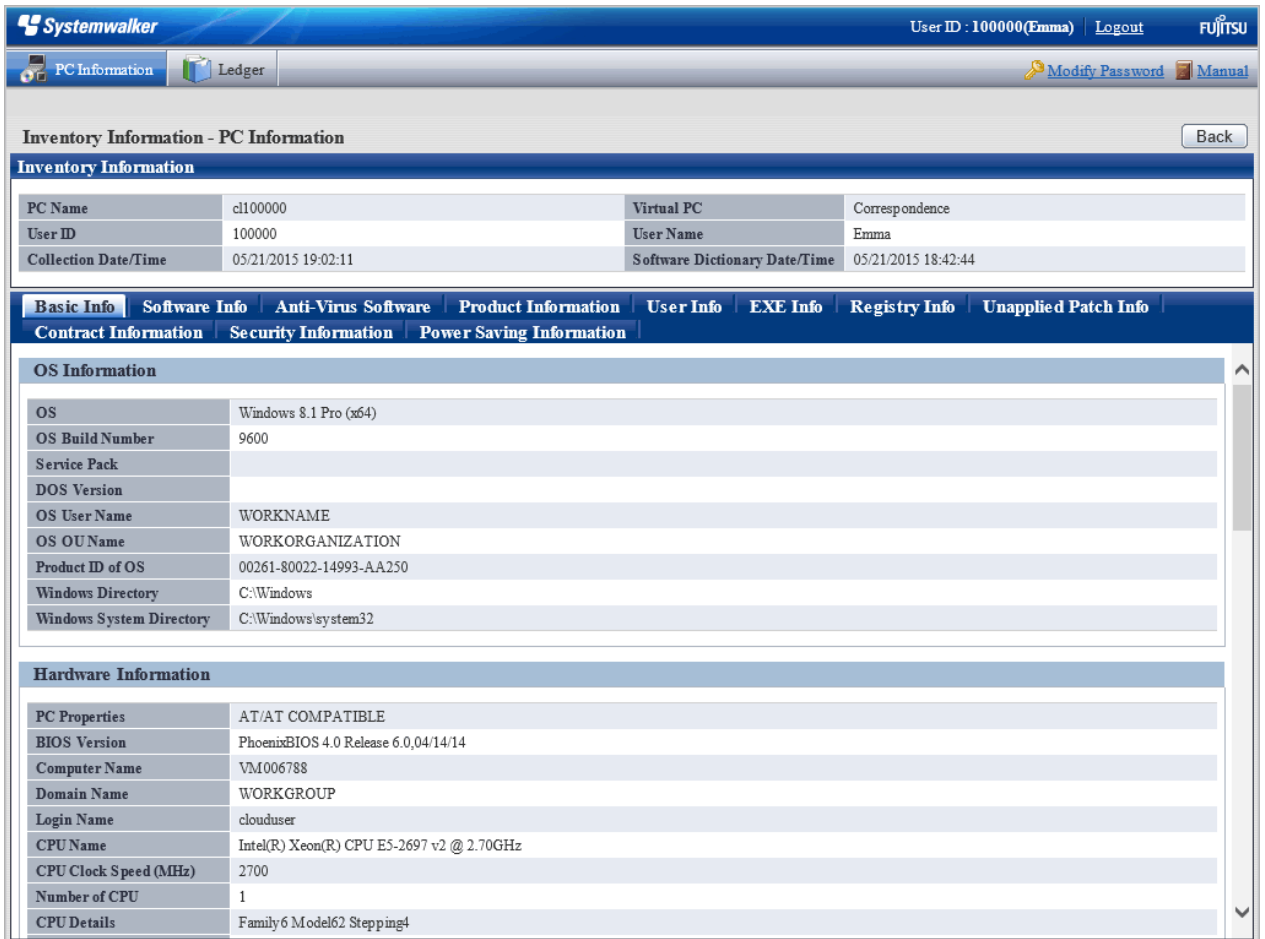 Systemwalker User ID : 100000(Emma) Logout FUJITSU
PC Information Ledger Modify Password Manual
Inventory Information - PC Information Back
Inventory Information
PC Name cl100000 Virtual PC Correspondence
User ID 100000 User Name Emma
Collection Date/Time 05/21/2015 19:02:11 Software Dictionary Date/Time 05/21/2015 18:42:44
Basic Info Software Info Anti-Virus Software Product Information User Info EXE Info Registry Info Unapplied Patch Info
Contract Information Security Information Power Saving Information
OS Information
OS Windows 8.1 Pro (x64)
OS Build Number 9600
Service Pack
DOS Version
OS User Name WORKNAME
OS OU Name WORKORGANIZATION
Product ID of OS 00261-80022-14993-AA250
Windows Directory C:\Windows
Windows System Directory C:\Windows\system32
Hardware Information
PC Properties AT/AT COMPATIBLE
BIOS Version PhoenixBIOS 4.0 Release 6.0,04/14/14
Computer Name VM006788
Domain Name WORKGROUP
Login Name clouduser
CPU Name Intel(R) Xeon(R) CPU E5-2697 v2 @ 2.70GHz
CPU Clock Speed (MHz) 2700
Number of CPU 1
CPU Details Family6 Model62 Stepping4